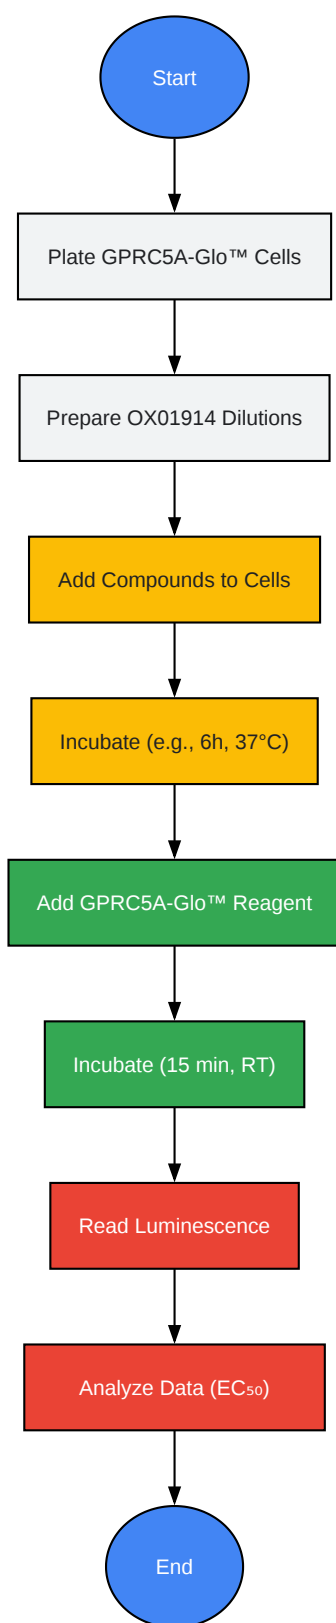 Start
Plate GPRC5A-Glo™ Cells
Prepare OX01914 Dilutions
Add Compounds to Cells
Incubate (e.g., 6h, 37°C)
Add GPRC5A-Glo™ Reagent
Incubate (15 min, RT)
Read Luminescence
Analyze Data (EC₅₀)
End